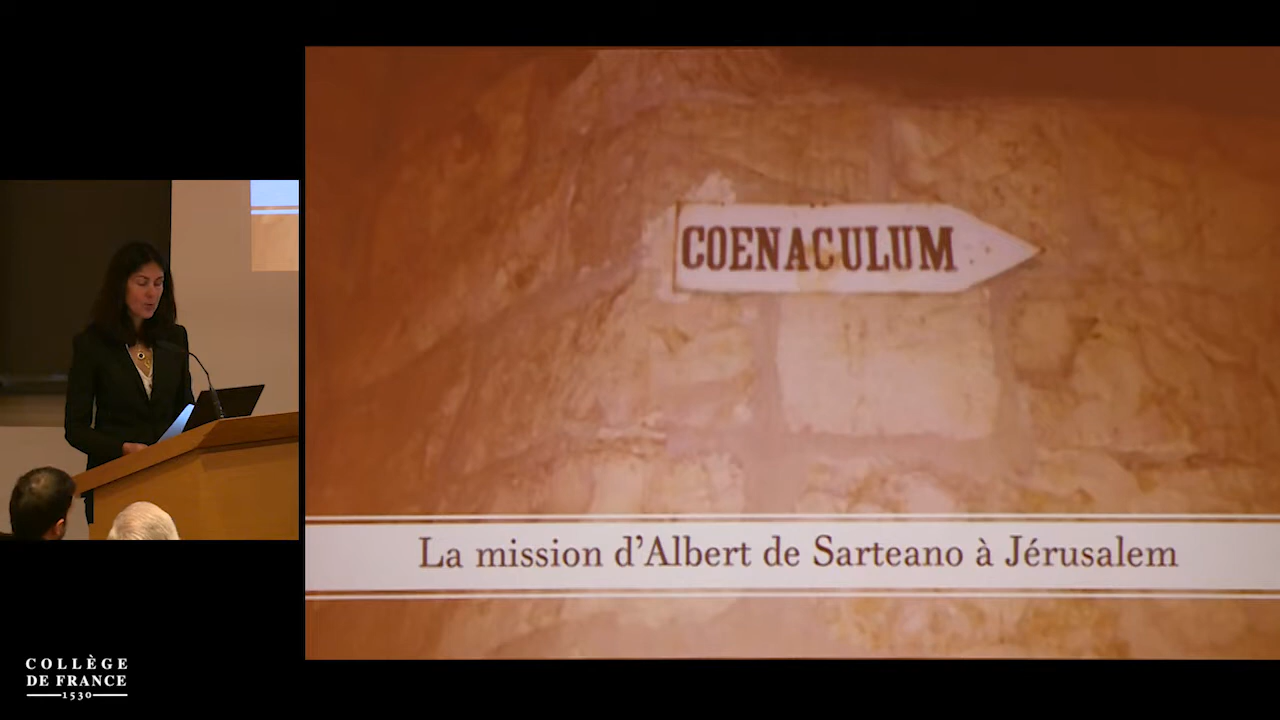 COENACULUM
La mission d'Albert de Sarteano à Jérusalem
COLLÈGE
DE FRANCE
1530